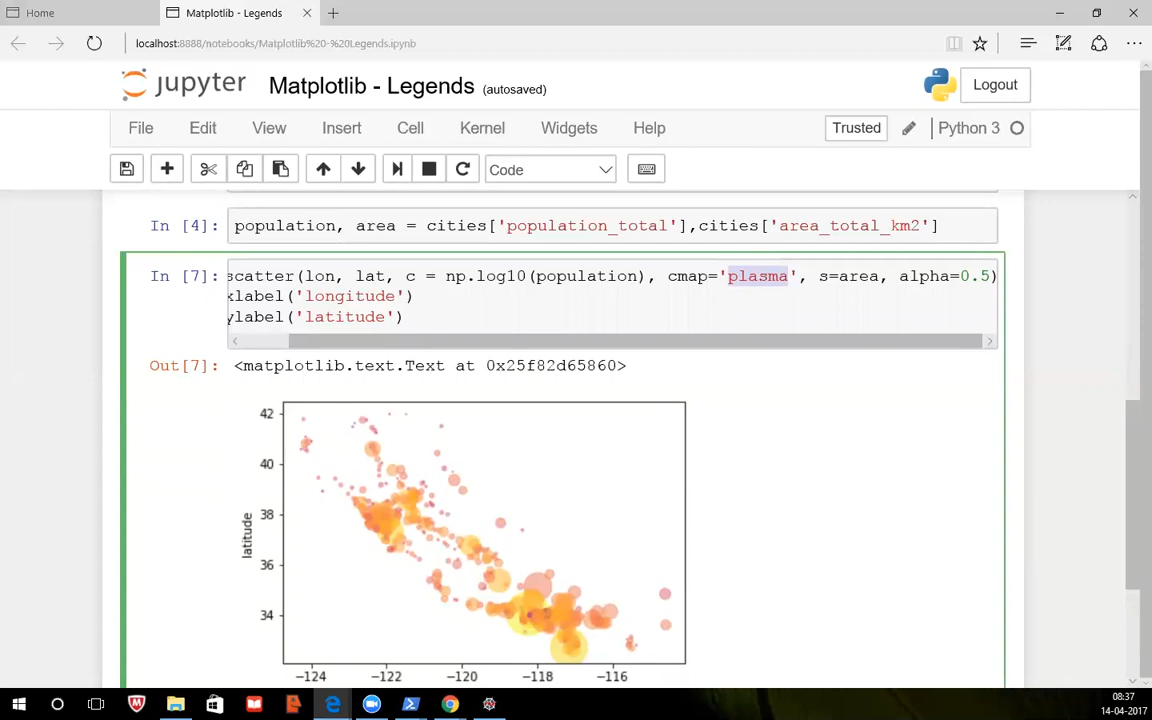 Home
Matplotlib - Legends
localhost:8888/notebooks/Matplotlib%20-%20Legends.ipynb
jupyter Matplotlib - Legends (autosaved)
Logout
File Edit View Insert Cell Kernel Widgets Help
Trusted
Python 3
Code
In [4]: population, area = cities['population_total'],cities['area_total_km2']
In [7]: scatter(lon, lat, c = np.log10(population), cmap='plasma', s=area, alpha=0.5)
xlabel('longitude')
ylabel('latitude')
Out[7]: <matplotlib.text.Text at 0x25f82d65860>
42
40
38
36
34
latitude
-124 -122 -120 -118 -116
08:37
14-04-2017